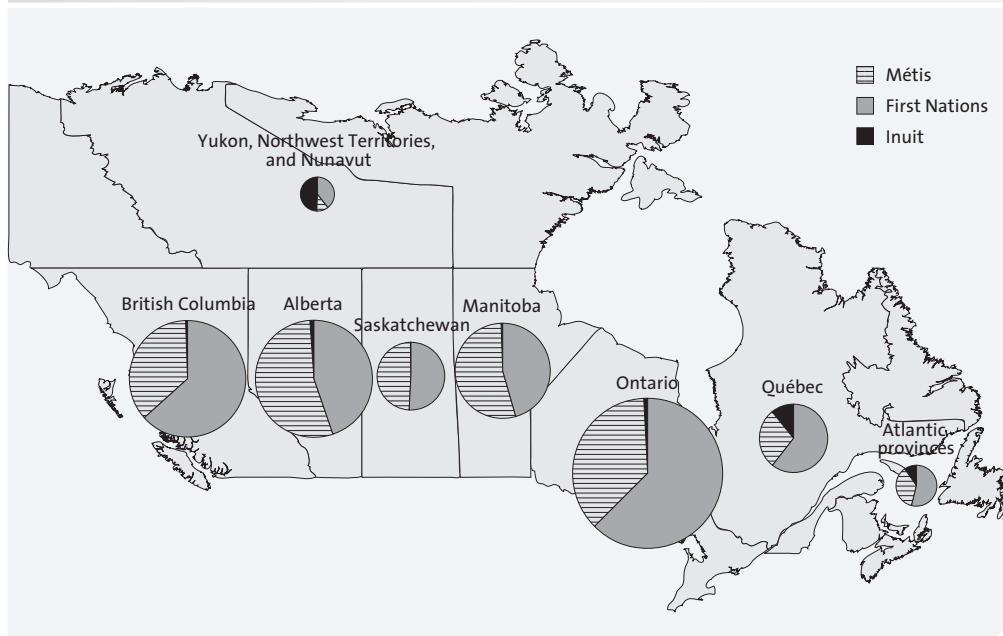 Métis
First Nations
Inuit
Yukon, Northwest Territories,
and Nunavut
British Columbia
Alberta
Saskatchewan
Manitoba
Ontario
Québec
Atlantic
provinces